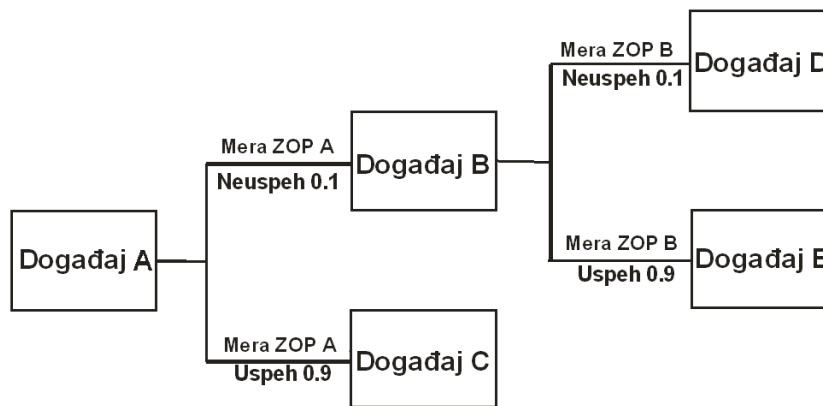 Događaj A
Mera ZOP A
Neuspeh 0.1
Mera ZOP A
Uspeh 0.9
Događaj B
Događaj C
Mera ZOP B
Neuspeh 0.1
Mera ZOP B
Uspeh 0.9
Događaj D
Događaj E